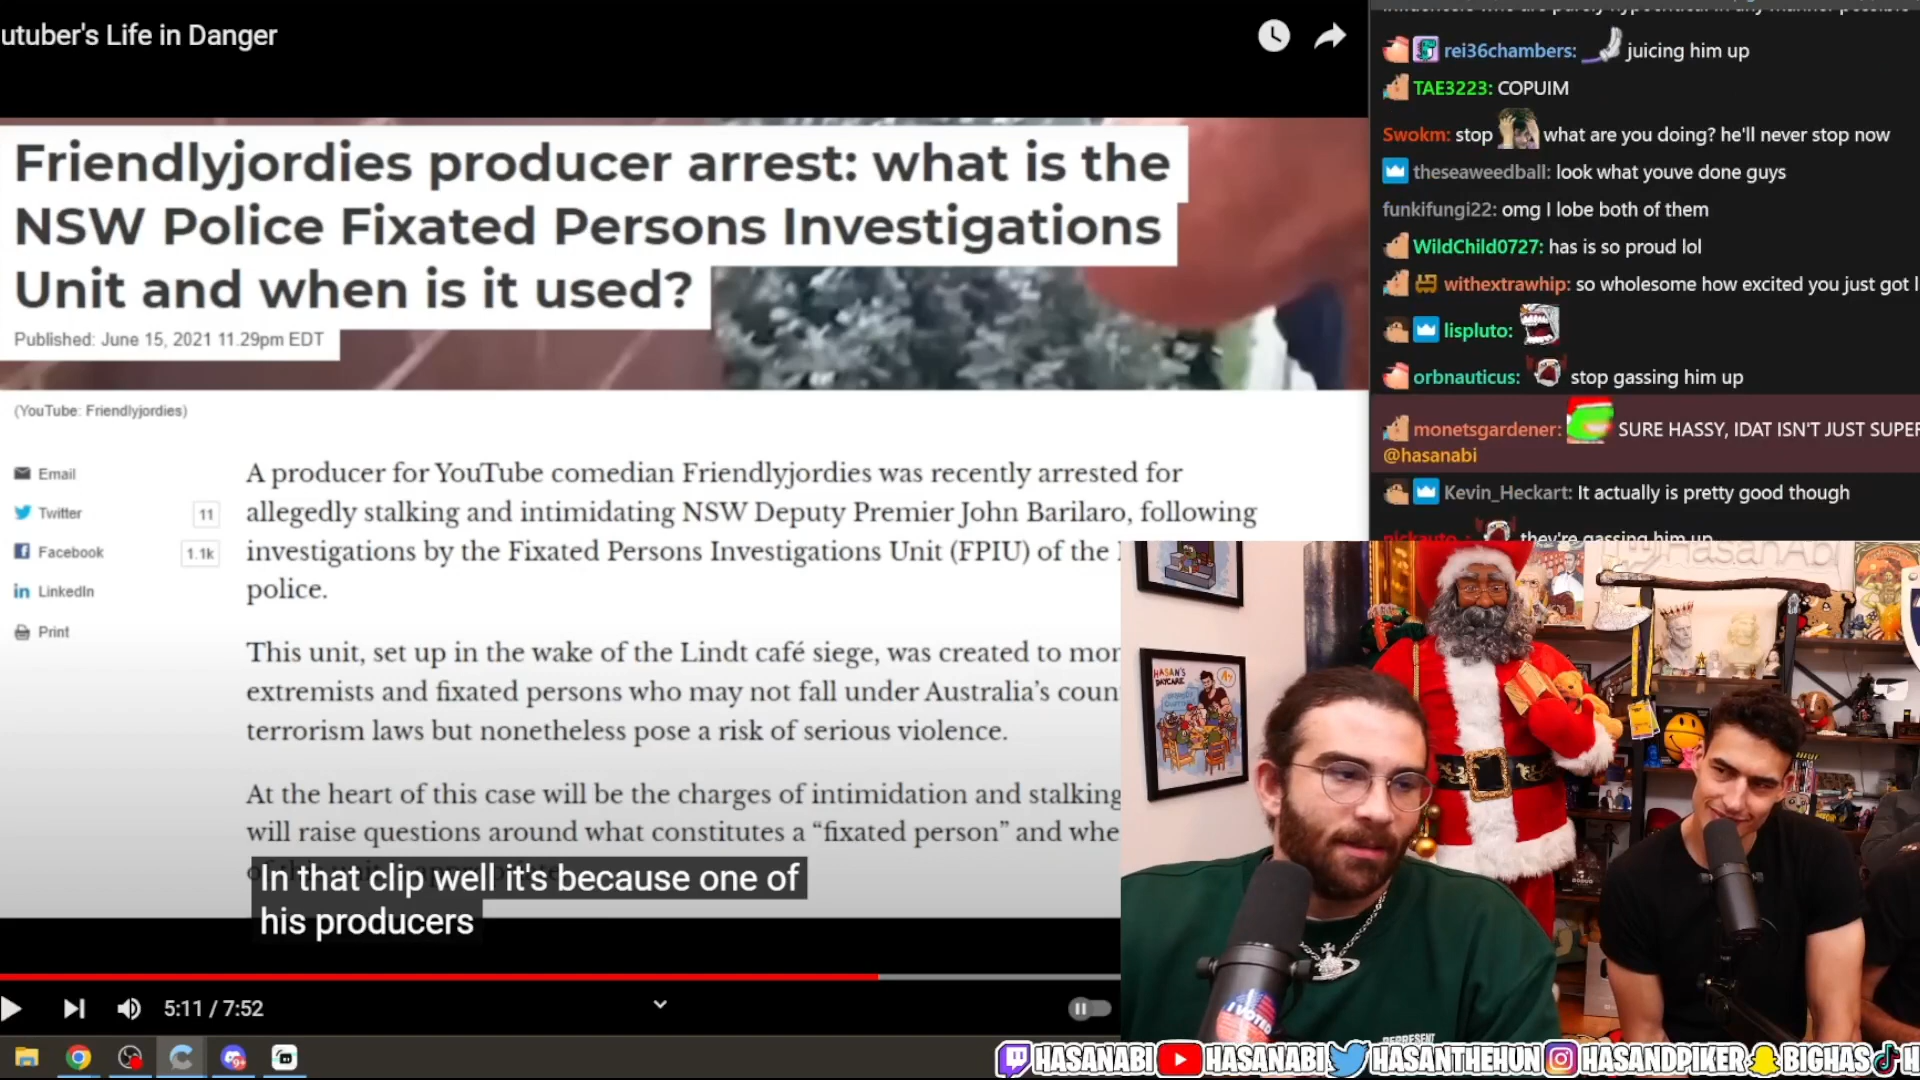 utuber's Life in Danger
Friendlyjordies producer arrest: what is the
NSW Police Fixated Persons Investigations
Unit and when is it used?
Published: June 15, 2021 11.29pm EDT
(YouTube: Friendlyjordies)
Email
Twitter
11
Facebook
1.1k
LinkedIn
Print
A producer for YouTube comedian Friendlyjordies was recently arrested for
allegedly stalking and intimidating NSW Deputy Premier John Barilaro, following
investigations by the Fixated Persons Investigations Unit (FPIU) of the
police.
This unit, set up in the wake of the Lindt café siege, was created to mor
extremists and fixated persons who may not fall under Australia's coun
terrorism laws but nonetheless pose a risk of serious violence.
At the heart of this case will be the charges of intimidation and stalking
will raise questions around what constitutes a "fixated person" and whe
In that clip well it's because one of
his producers
5:11 / 7:52
rei36chambers: juicing him up
TAE3223: COPUIM
Swokm: stop what are you doing? he'll never stop now
theseaweedball: look what youve done guys
funkifungi22: omg I lobe both of them
WildChild0727: has is so proud lol
withextrawhip: so wholesome how excited you just got
lispluto:
orbnauticus: stop gassing him up
monetsgardener: SURE HASSY, IDAT ISN'T JUST SUPER
@hasanabi
Kevin_Heckart: It actually is pretty good though
they're gassing him up
HasanAbi
HASAN'S
DAYCARE
A+
I VOTED
HASANABI HASANABI HASANTHEHUN HASANDPIKER BIGHAS H